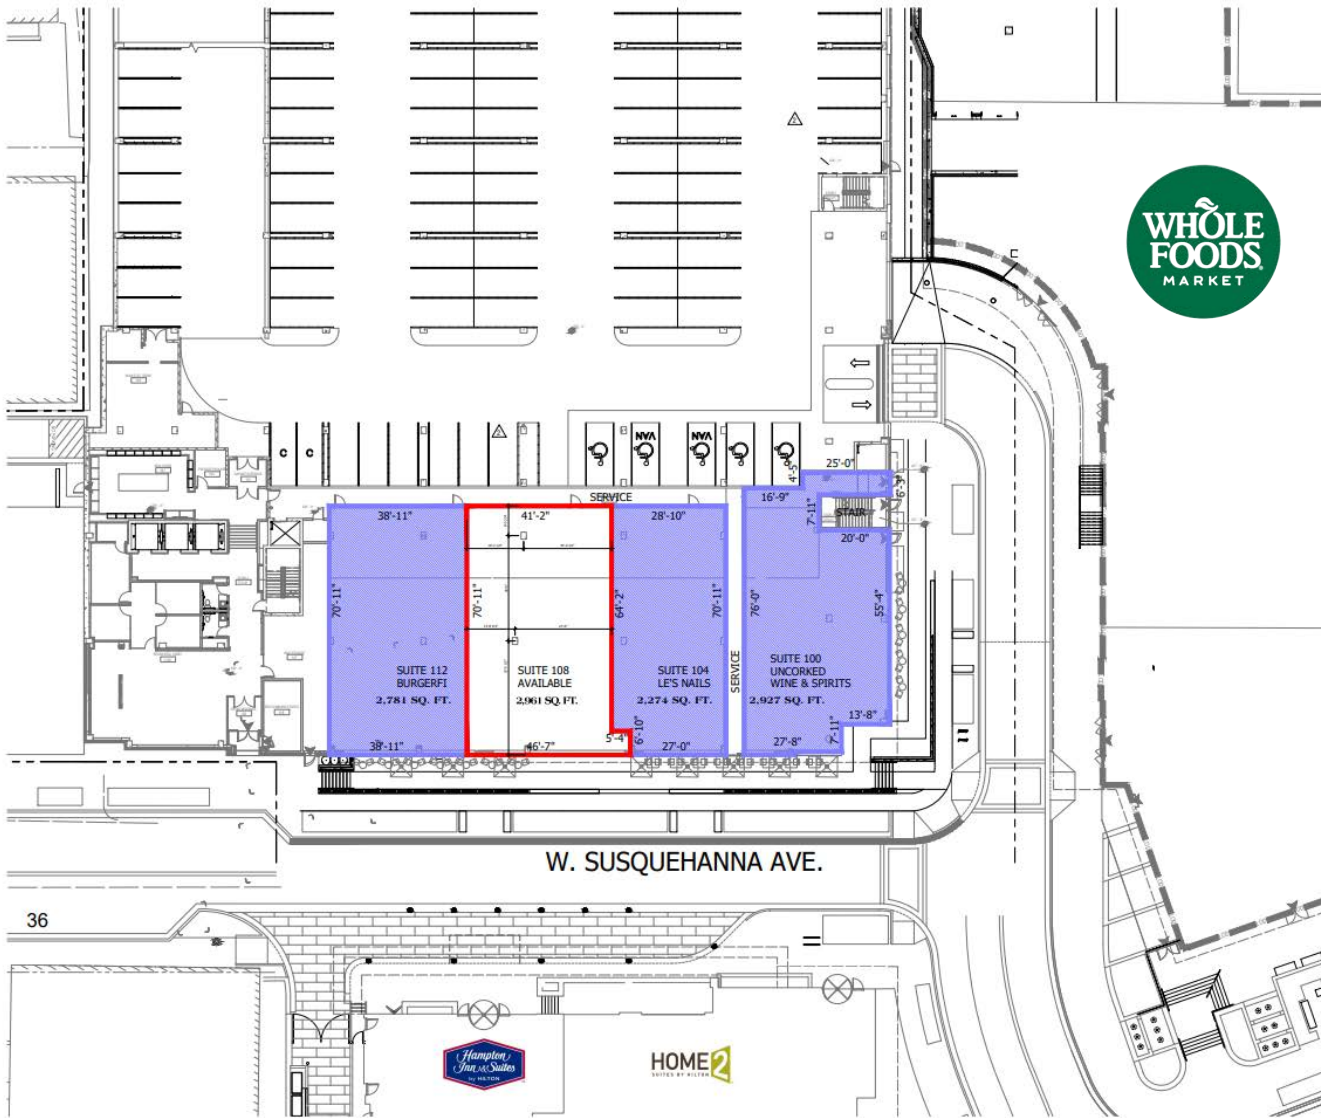 WHOLE
FOODS
MARKET
C C
VAN VAN
4'-5"
25'-0"
6'-3"
SERVICE
16'-9"
7'-11"
STAIR
20'-0"
38'-11"
41'-2"
28'-10"
70'-11"
70'-11"
64'-2"
70'-11"
76'-0"
55'-4"
SUITE 112
BURGERFI
2,781 SQ. FT.
SUITE 108
AVAILABLE
2,961 SQ. FT.
SUITE 104
LE'S NAILS
2,274 SQ. FT.
SERVICE
SUITE 100
UNCORKED
WINE & SPIRITS
2,927 SQ. FT.
13'-8"
7'-11"
38'-11"
46'-7"
5'-4"
6'-10"
27'-0"
27'-8"
W. SUSQUEHANNA AVE.
36
Hampton
Inn & Suites
by HILTON
HOME2
SUITES BY HILTON